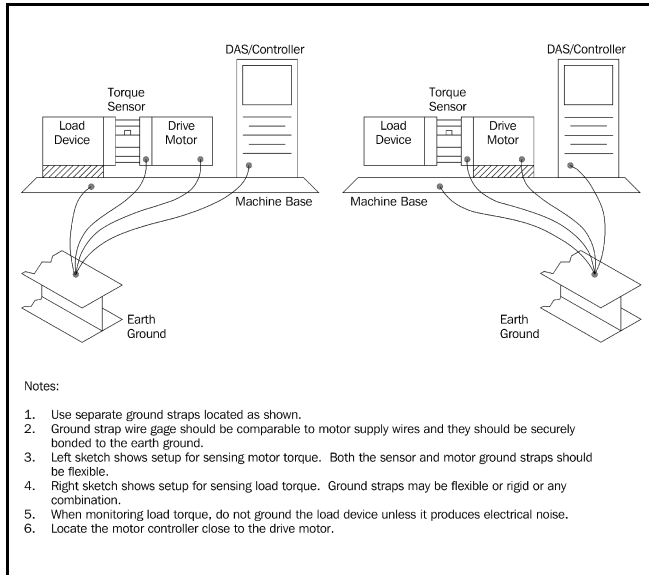 DAS/Controller
Torque
Sensor
Load
Device
Drive
Motor
Machine Base
Earth
Ground
DAS/Controller
Torque
Sensor
Load
Device
Drive
Motor
Machine Base
Earth
Ground
Notes:
1. Use separate ground straps located as shown.
2. Ground strap wire gage should be comparable to motor supply wires and they should be securely
bonded to the earth ground.
3. Left sketch shows setup for sensing motor torque. Both the sensor and motor ground straps should
be flexible.
4. Right sketch shows setup for sensing load torque. Ground straps may be flexible or rigid or any
combination.
5. When monitoring load torque, do not ground the load device unless it produces electrical noise.
6. Locate the motor controller close to the drive motor.